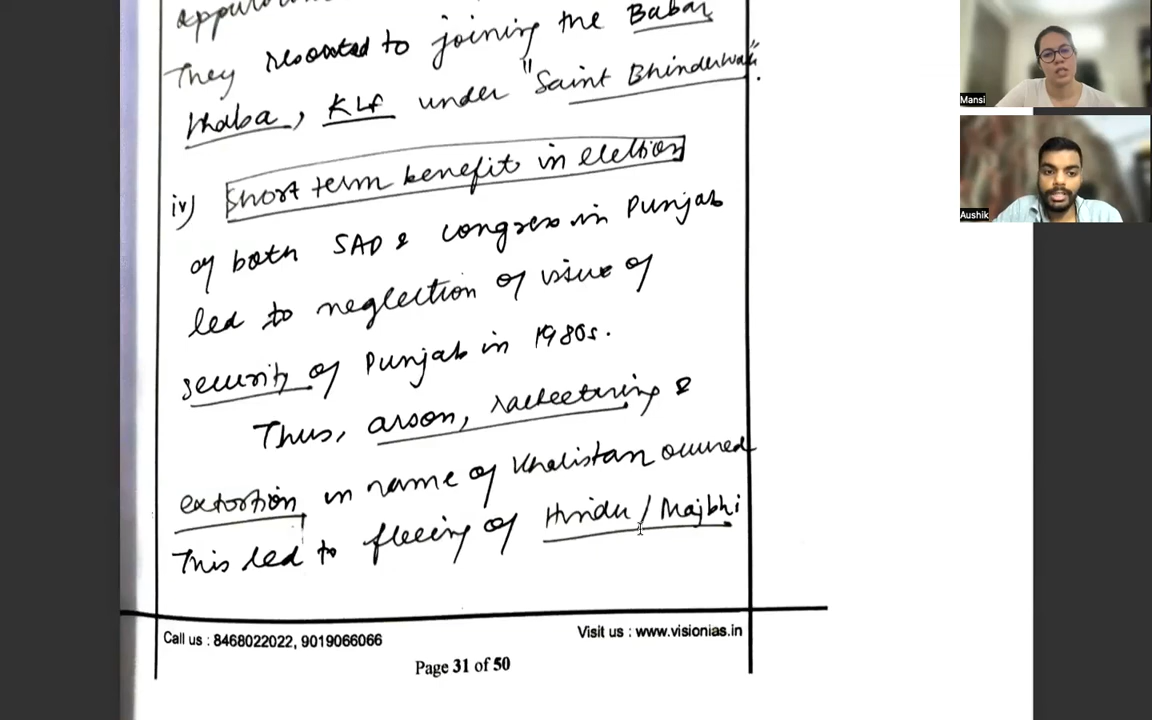 They resorted to joining the Babar
Khalsa, KLF under "Saint Bhinderwale".
iv) Short term benefit in election
of both SAD & congress in Punjab
led to neglection of issue of
security of Punjab in 1980s.
Thus, arson, racketeering &
extortion in name of Khalistan occured
This led to fleeing of Hindu / Majbhi
Call us : 8468022022, 9019066066
Visit us : www.visionias.in
Page 31 of 50
Mansi
Aushik